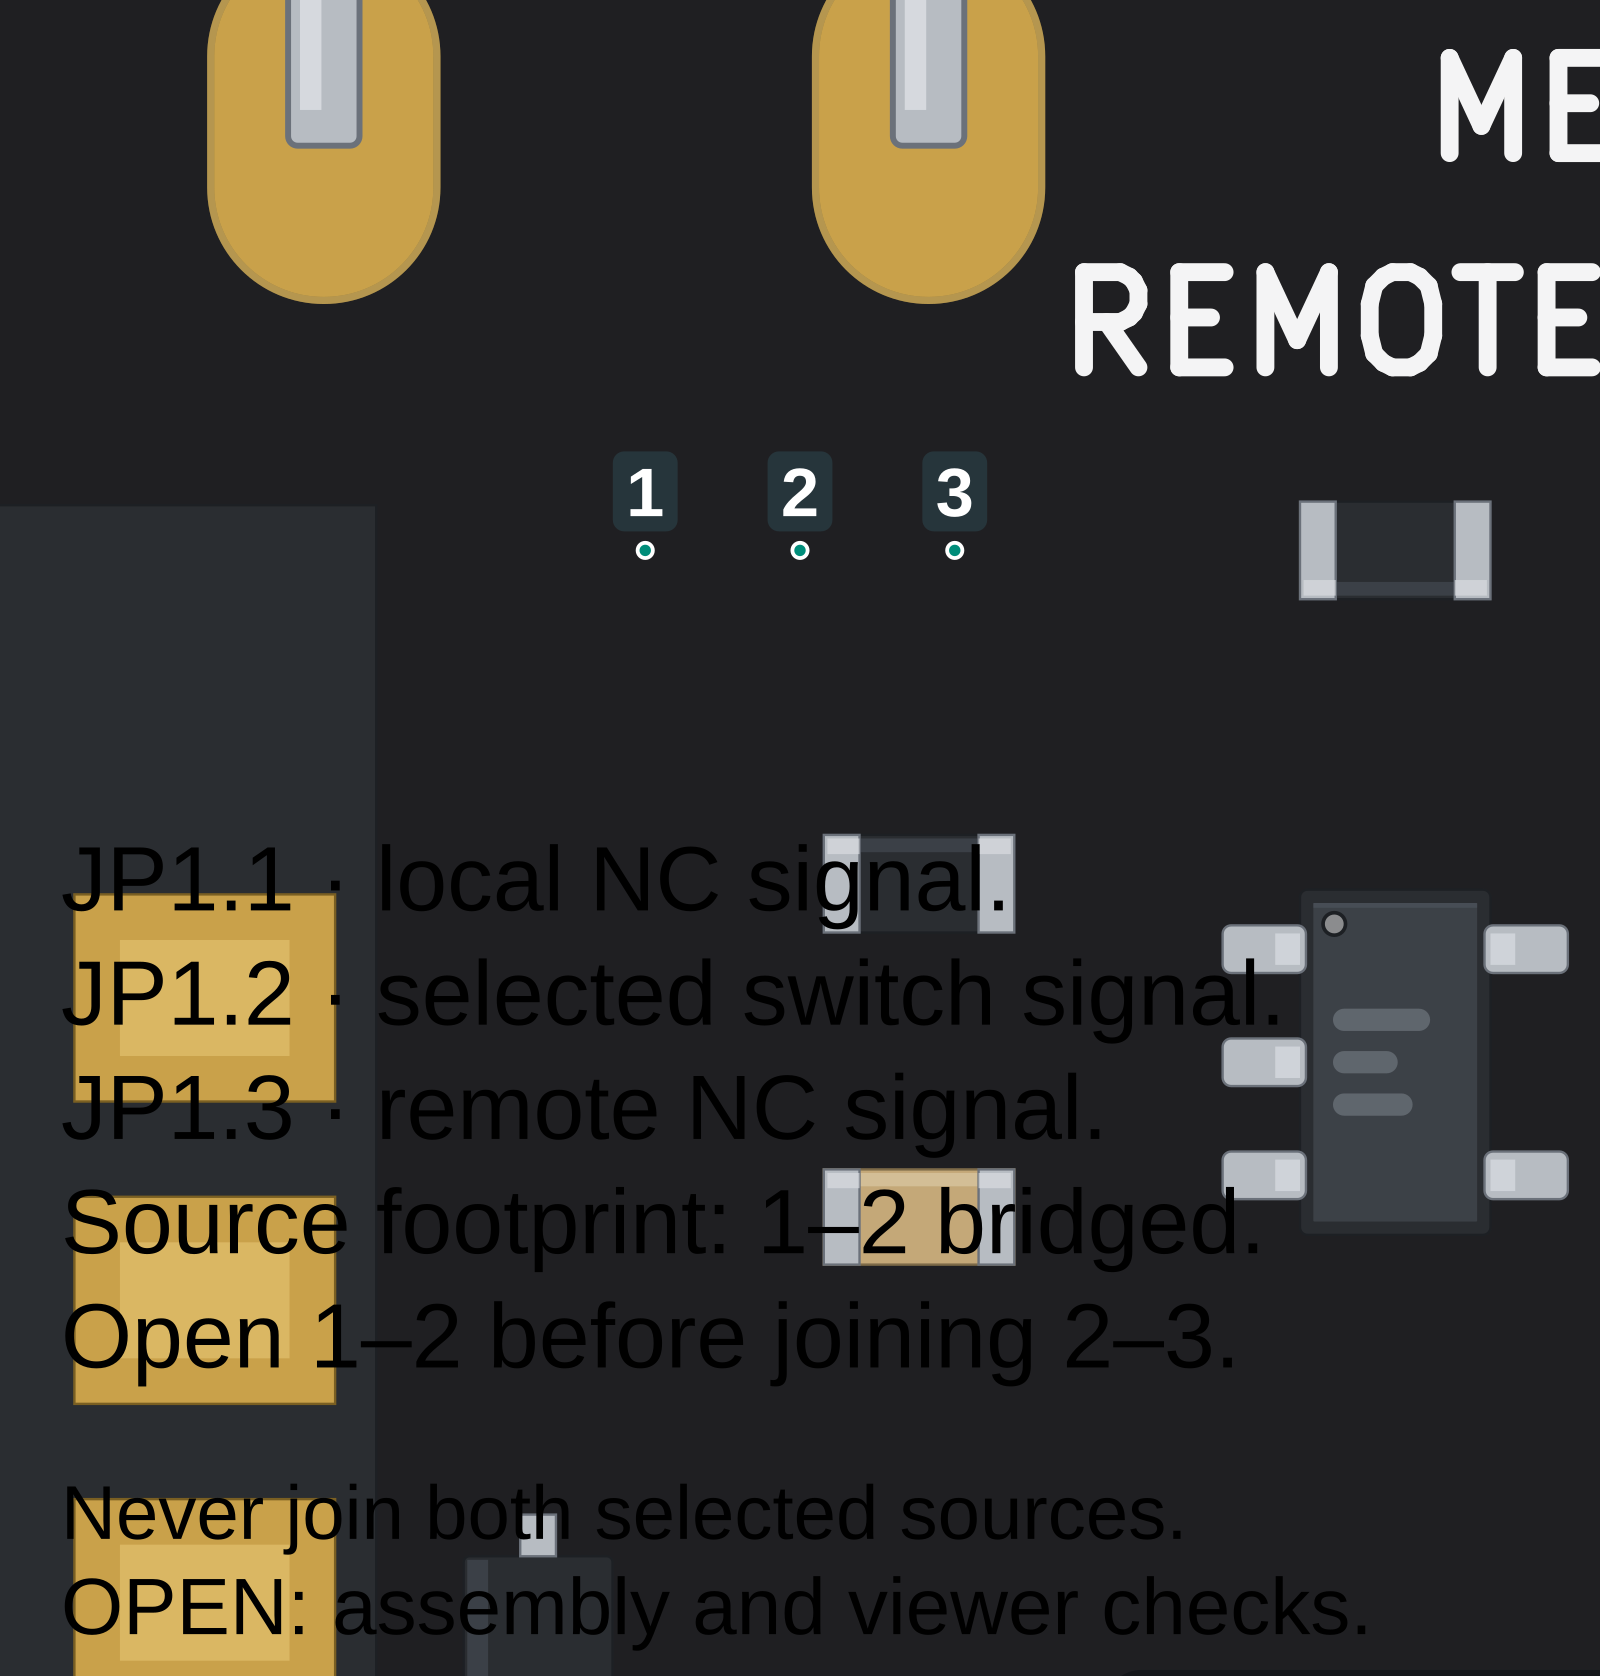 ME
REMOTE
1 2 3
JP1.1 · local NC signal.
JP1.2 · selected switch signal.
JP1.3 · remote NC signal.
Source footprint: 1–2 bridged.
Open 1–2 before joining 2–3.
Never join both selected sources.
OPEN: assembly and viewer checks.